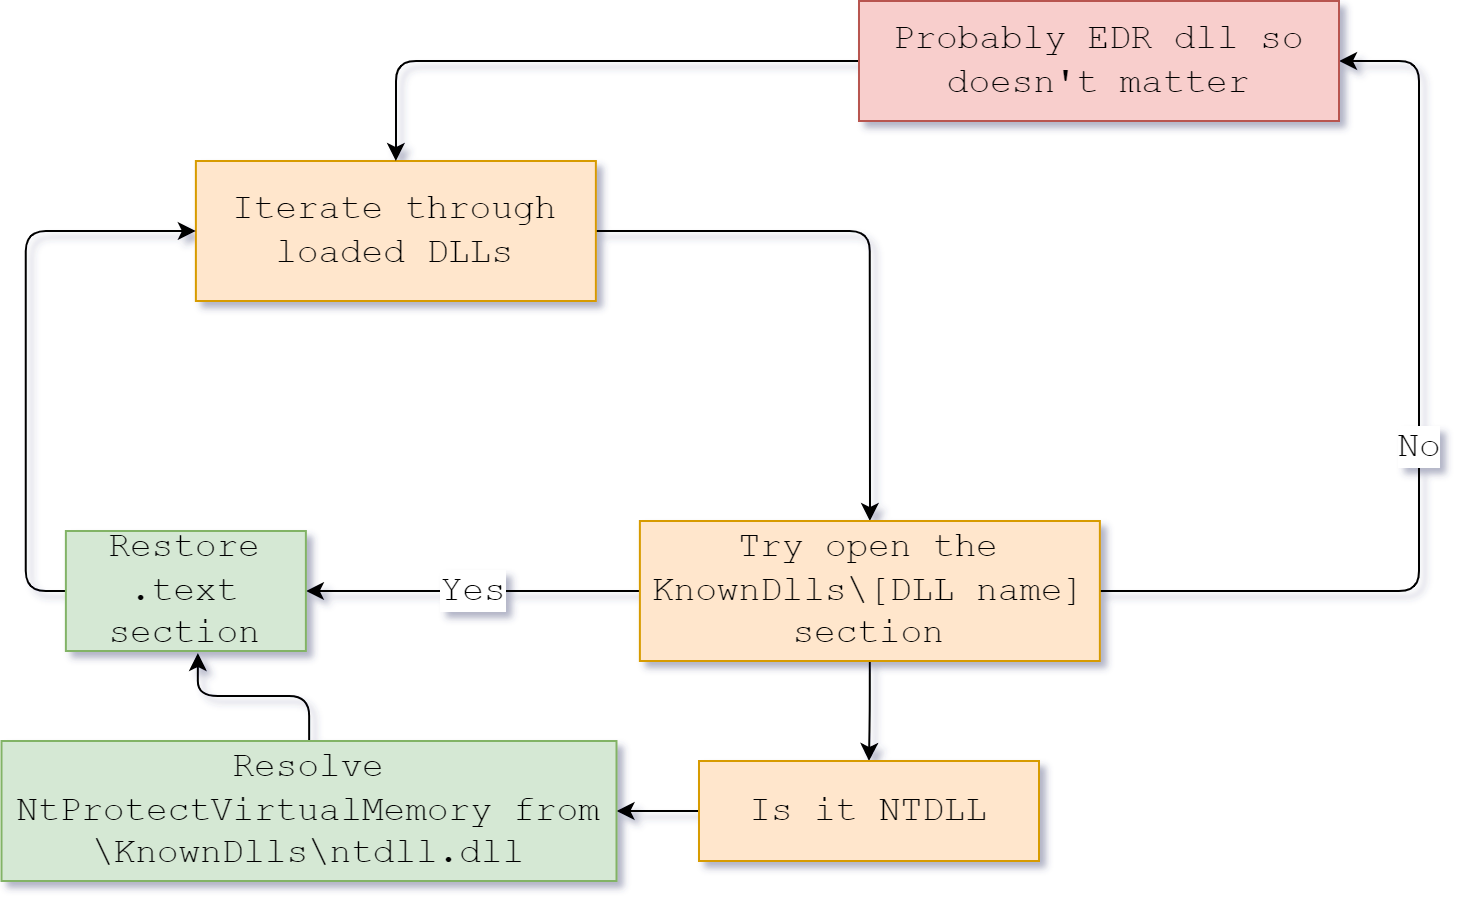 Probably EDR dll so
doesn't matter
Iterate through
loaded DLLs
No
Restore
.text
section
Yes
Try open the
KnownDlls\[DLL name]
section
Resolve
NtProtectVirtualMemory from
\KnownDlls\ntdll.dll
Is it NTDLL